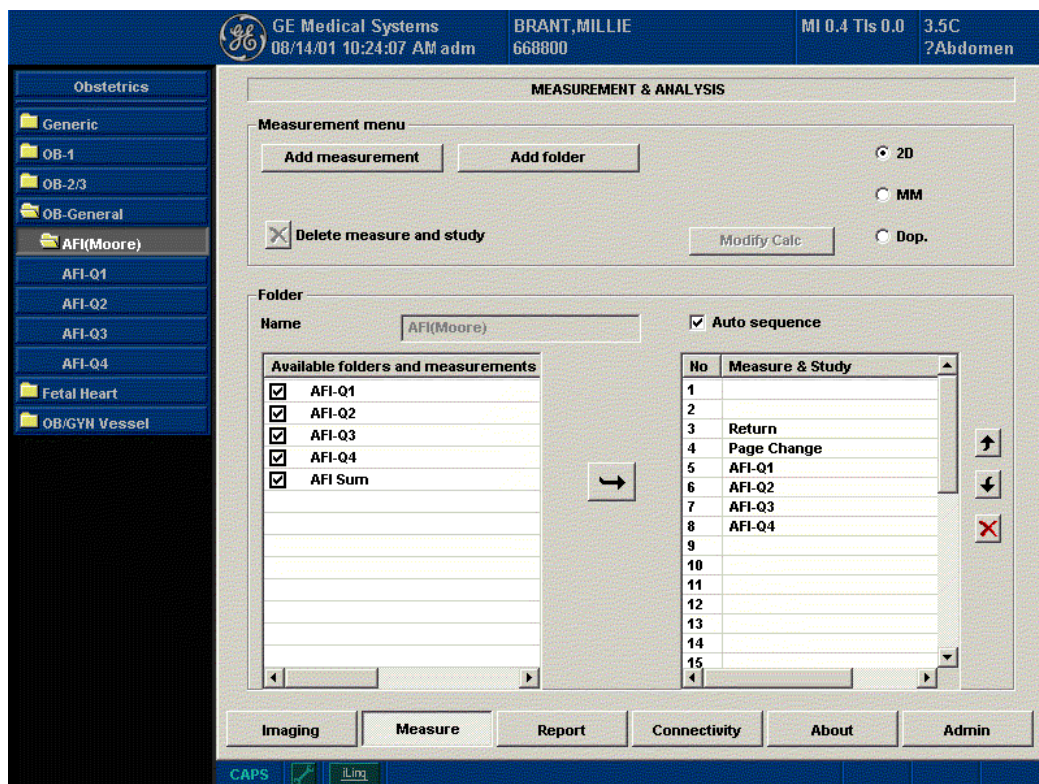 GE Medical Systems BRANT,MILLIE MI 0.4 TIs 0.0 3.5C
08/14/01 10:24:07 AM adm 668800 ?Abdomen
Obstetrics
Generic
OB-1
OB-2/3
OB-General
AFI(Moore)
AFI-Q1
AFI-Q2
AFI-Q3
AFI-Q4
Fetal Heart
OB/GYN Vessel
MEASUREMENT & ANALYSIS
Measurement menu
Add measurement Add folder 2D
MM
Delete measure and study Modify Calc Dop.
Folder
Name AFI(Moore) Auto sequence
Available folders and measurements
AFI-Q1
AFI-Q2
AFI-Q3
AFI-Q4
AFI Sum
No Measure & Study
1
2
3 Return
4 Page Change
5 AFI-Q1
6 AFI-Q2
7 AFI-Q3
8 AFI-Q4
9
10
11
12
13
14
15
Imaging Measure Report Connectivity About Admin
CAPS iLinq